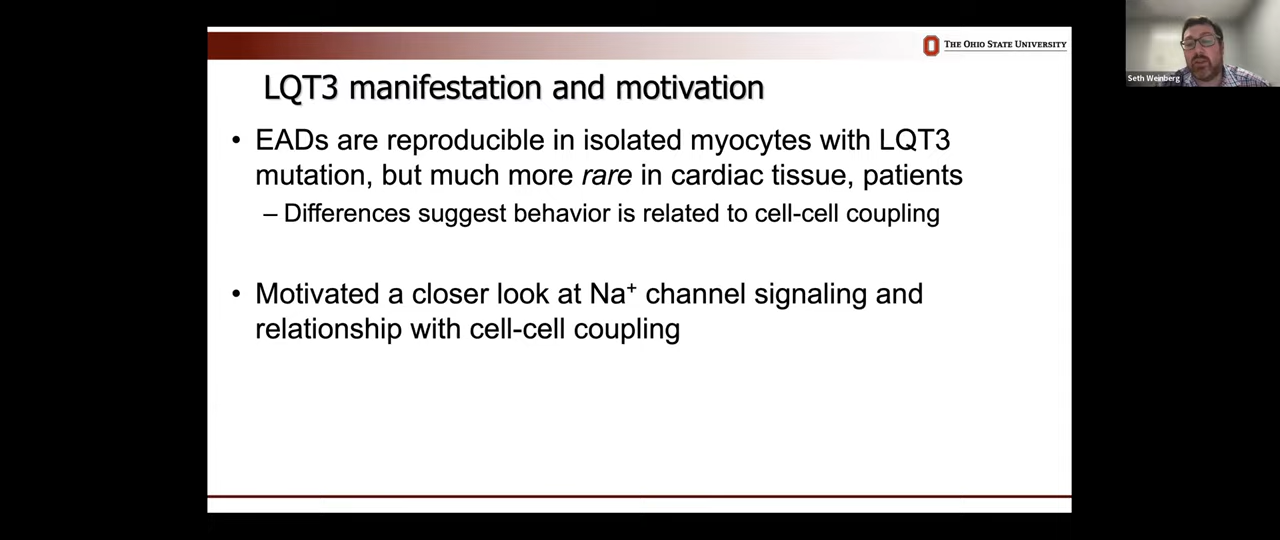 THE OHIO STATE UNIVERSITY
Seth Weinberg
LQT3 manifestation and motivation
• EADs are reproducible in isolated myocytes with LQT3
mutation, but much more rare in cardiac tissue, patients
– Differences suggest behavior is related to cell-cell coupling
• Motivated a closer look at Na⁺ channel signaling and
relationship with cell-cell coupling